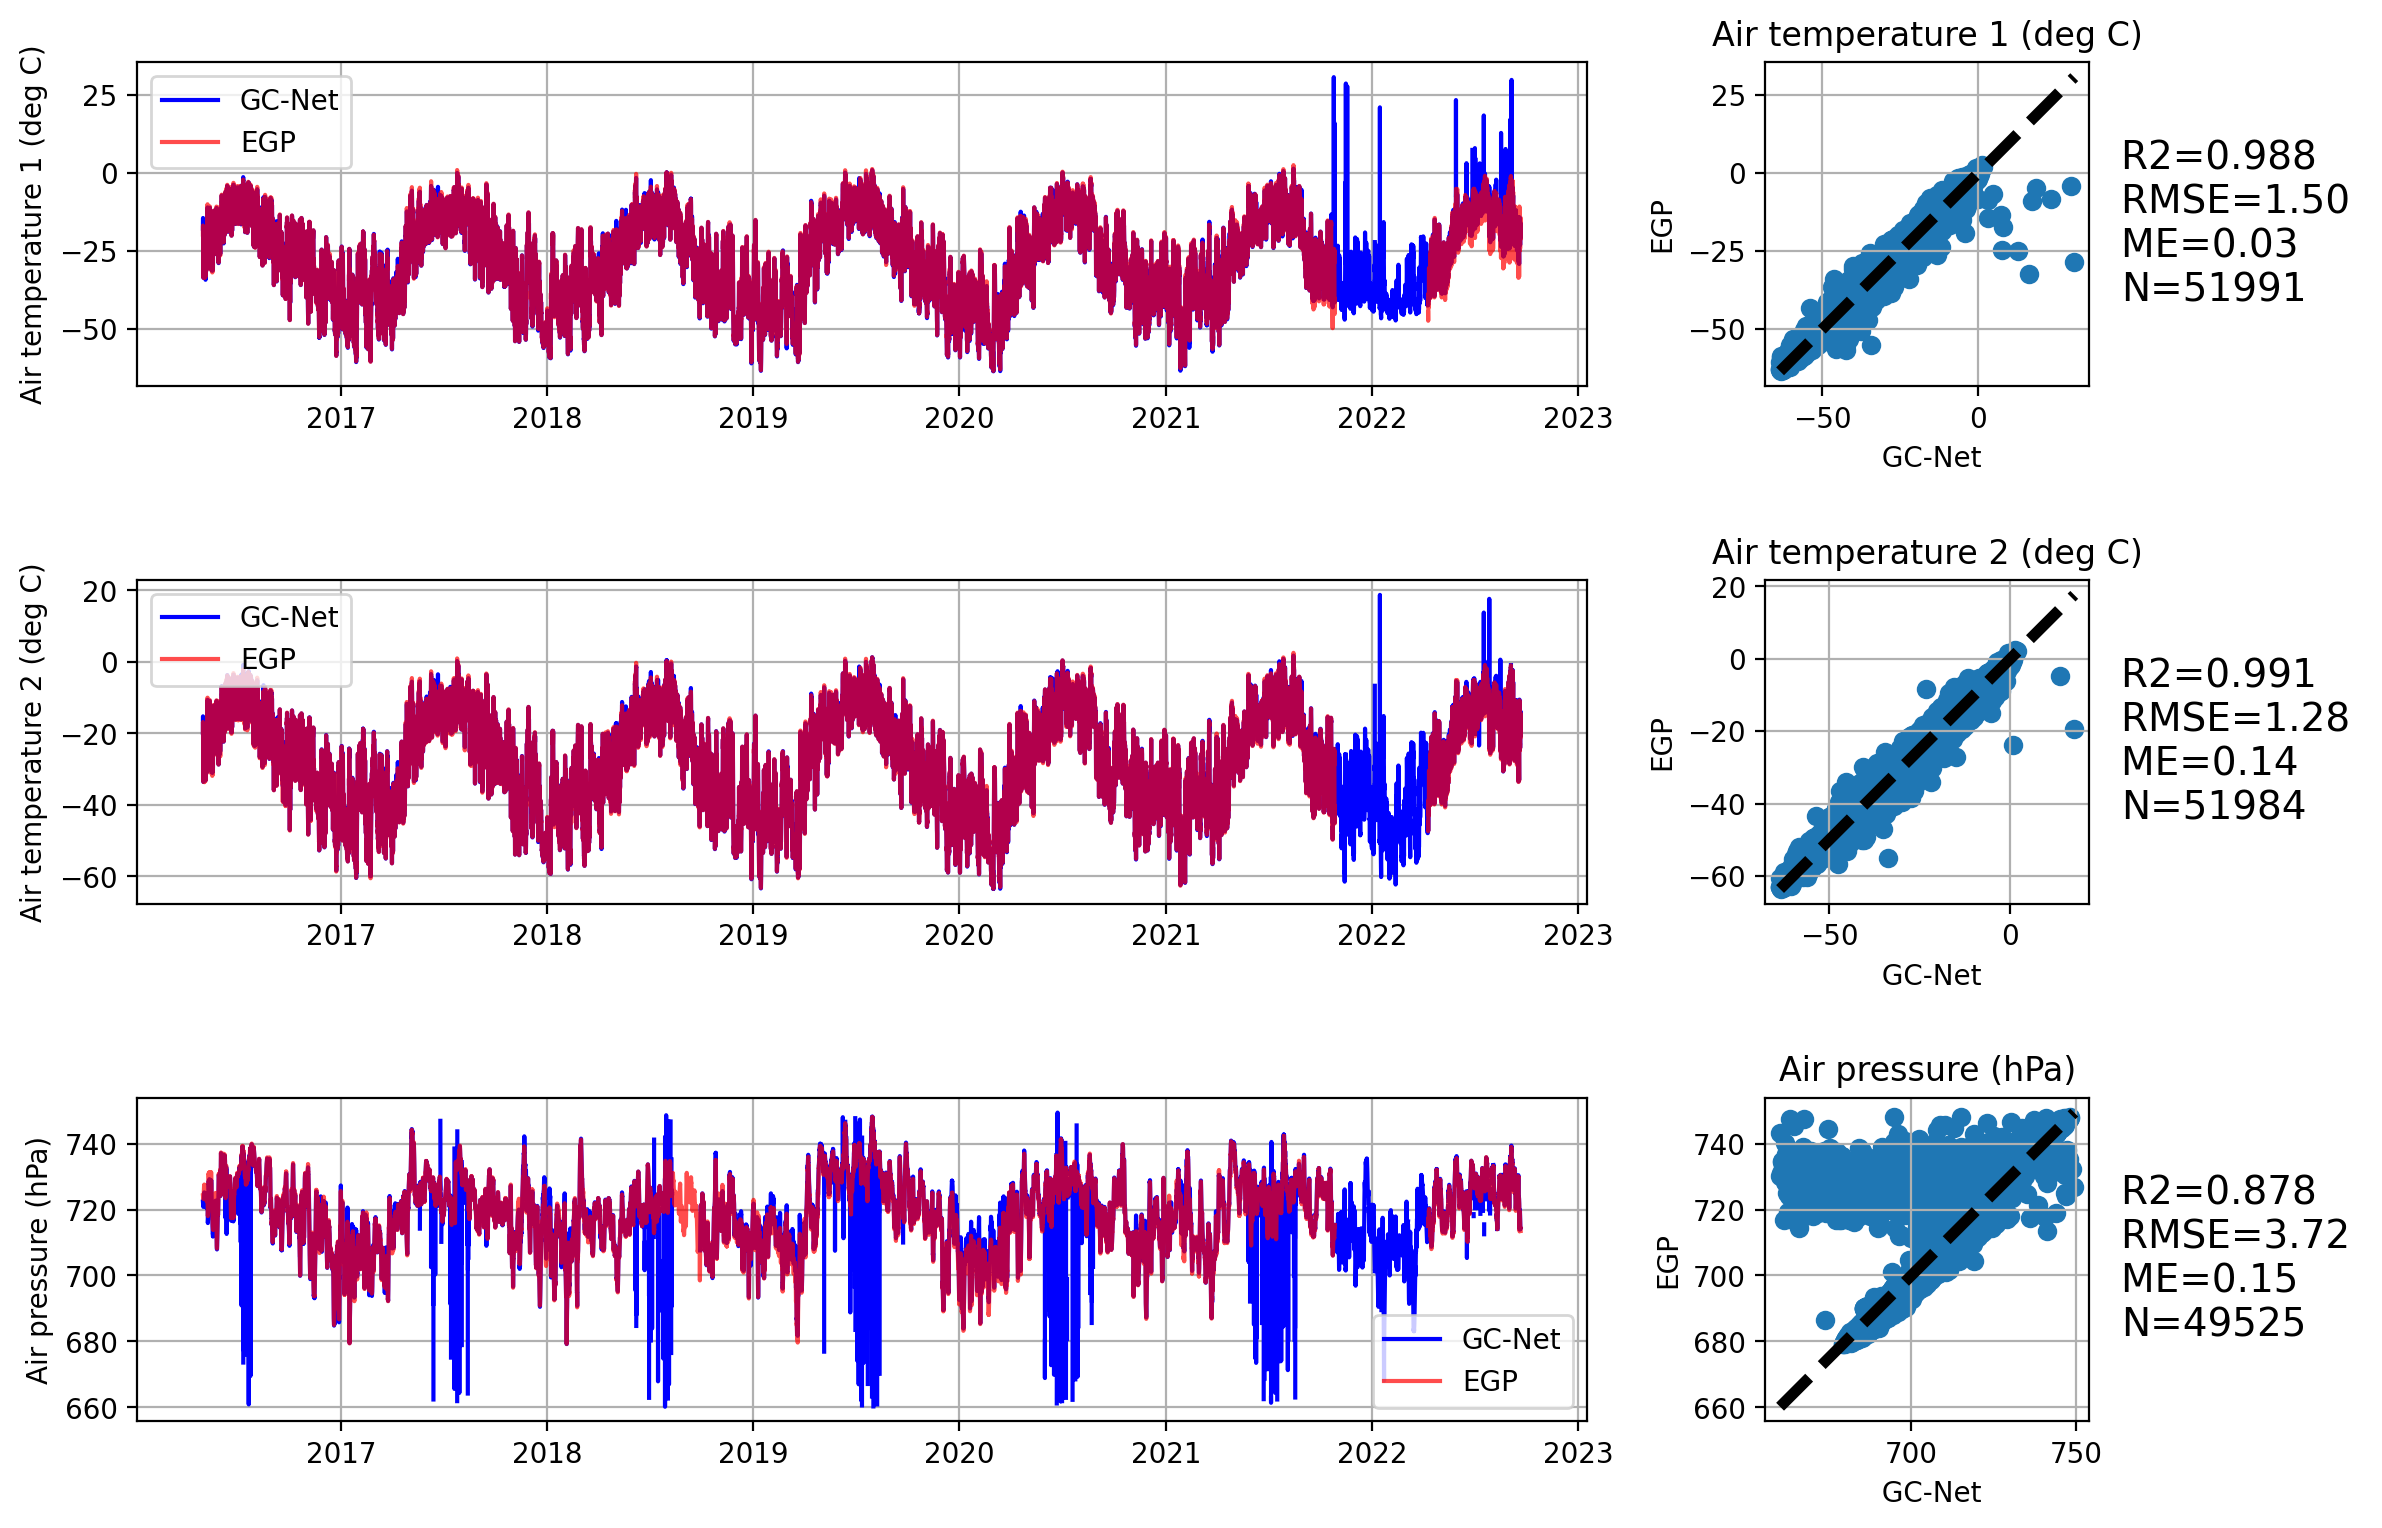 Air temperature 1 (deg C)
25
0
−25
−50
GC-Net
EGP
2017
2018
2019
2020
2021
2022
2023
Air temperature 1 (deg C)
EGP
25
0
−25
−50
−50
0
GC-Net
R2=0.988
RMSE=1.50
ME=0.03
N=51991
Air temperature 2 (deg C)
20
0
−20
−40
−60
GC-Net
EGP
2017
2018
2019
2020
2021
2022
2023
Air temperature 2 (deg C)
EGP
20
0
−20
−40
−60
−50
0
GC-Net
R2=0.991
RMSE=1.28
ME=0.14
N=51984
Air pressure (hPa)
740
720
700
680
660
GC-Net
EGP
2017
2018
2019
2020
2021
2022
2023
Air pressure (hPa)
EGP
740
720
700
680
660
700
750
GC-Net
R2=0.878
RMSE=3.72
ME=0.15
N=49525